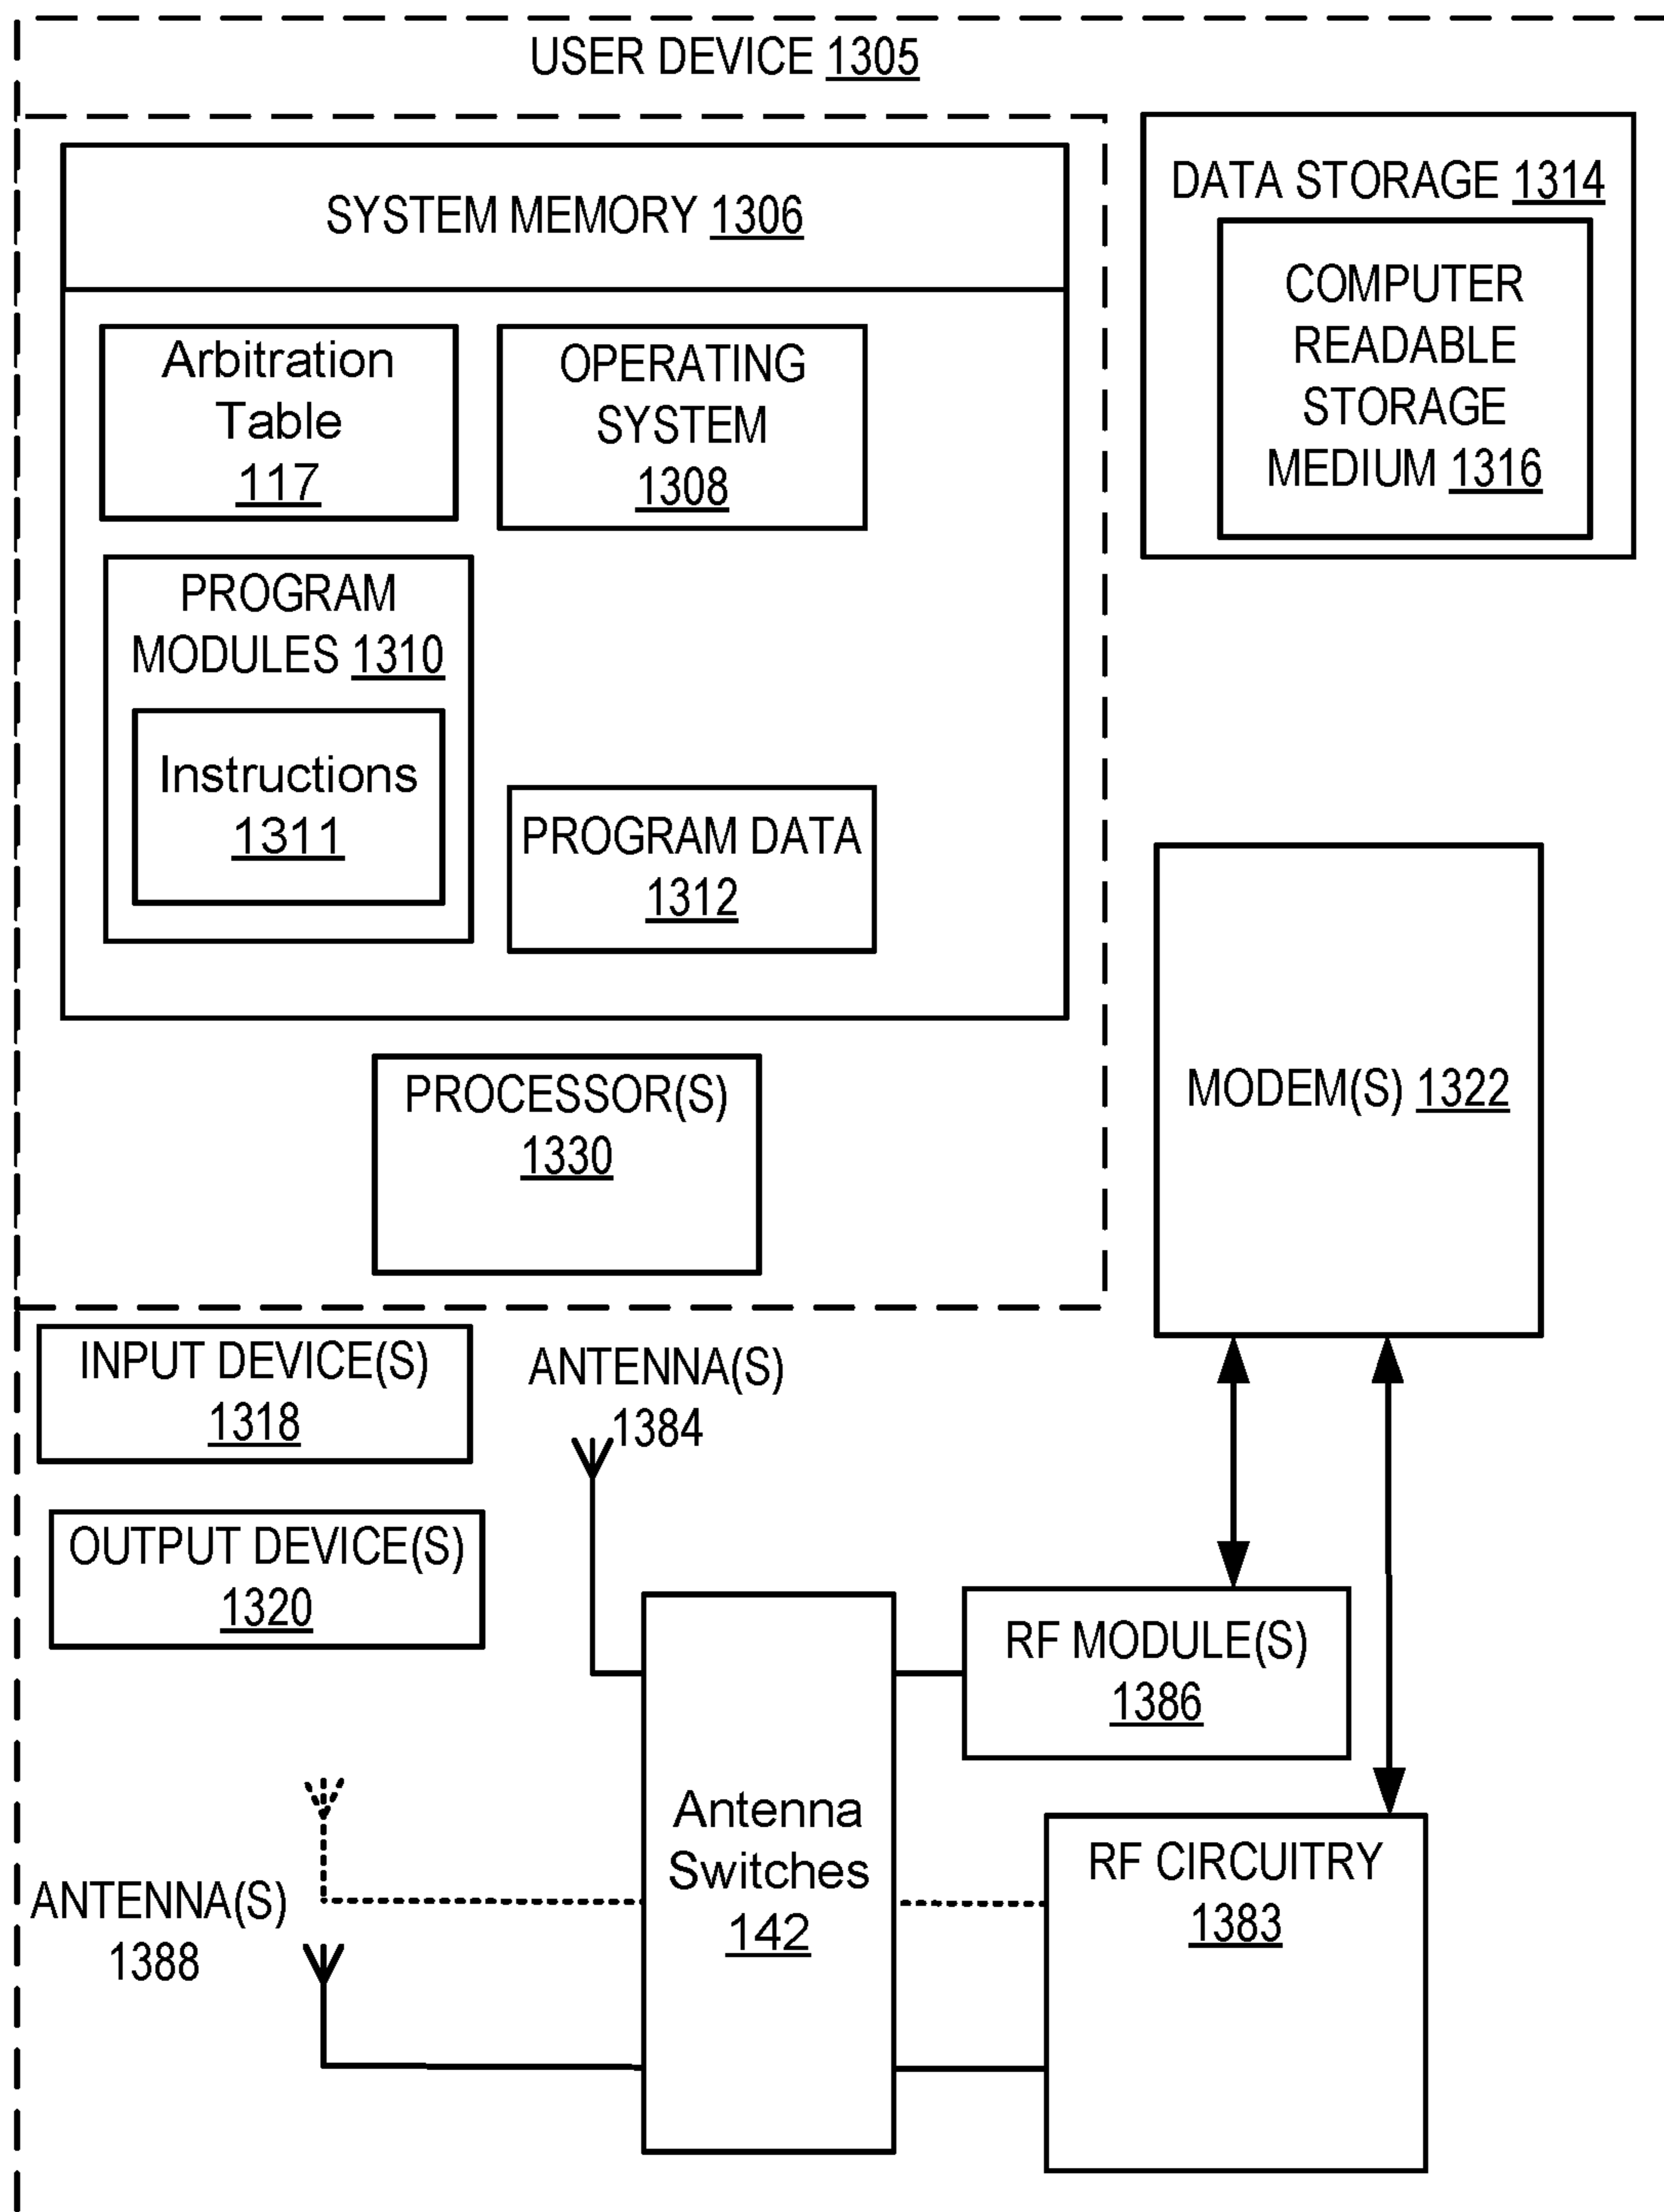 USER DEVICE 1305
SYSTEM MEMORY 1306
Arbitration
Table
117
OPERATING
SYSTEM
1308
PROGRAM
MODULES 1310
Instructions
1311
PROGRAM DATA
1312
PROCESSOR(S)
1330
DATA STORAGE 1314
COMPUTER
READABLE
STORAGE
MEDIUM 1316
MODEM(S) 1322
INPUT DEVICE(S)
1318
OUTPUT DEVICE(S)
1320
ANTENNA(S)
1384
RF MODULE(S)
1386
Antenna
Switches
142
RF CIRCUITRY
1383
ANTENNA(S)
1388